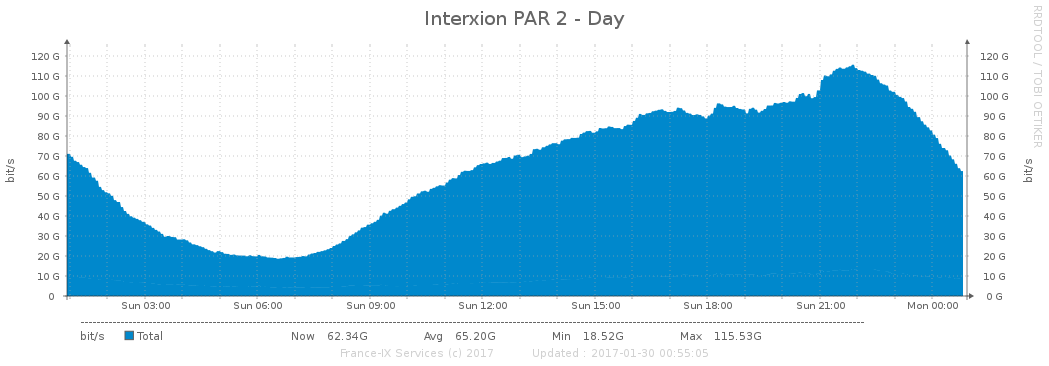 Interxion PAR 2 - Day
RRDTOOL / TOBI OETIKER
bit/s
120 G
110 G
100 G
90 G
80 G
70 G
60 G
50 G
40 G
30 G
20 G
10 G
0
120 G
110 G
100 G
90 G
80 G
70 G
60 G
50 G
40 G
30 G
20 G
10 G
0 G
bit/s
Sun 03:00 Sun 06:00 Sun 09:00 Sun 12:00 Sun 15:00 Sun 18:00 Sun 21:00 Mon 00:00
bit/s Total Now 62.34G Avg 65.20G Min 18.52G Max 115.53G
France-IX Services (c) 2017 Updated : 2017-01-30 00:55:05